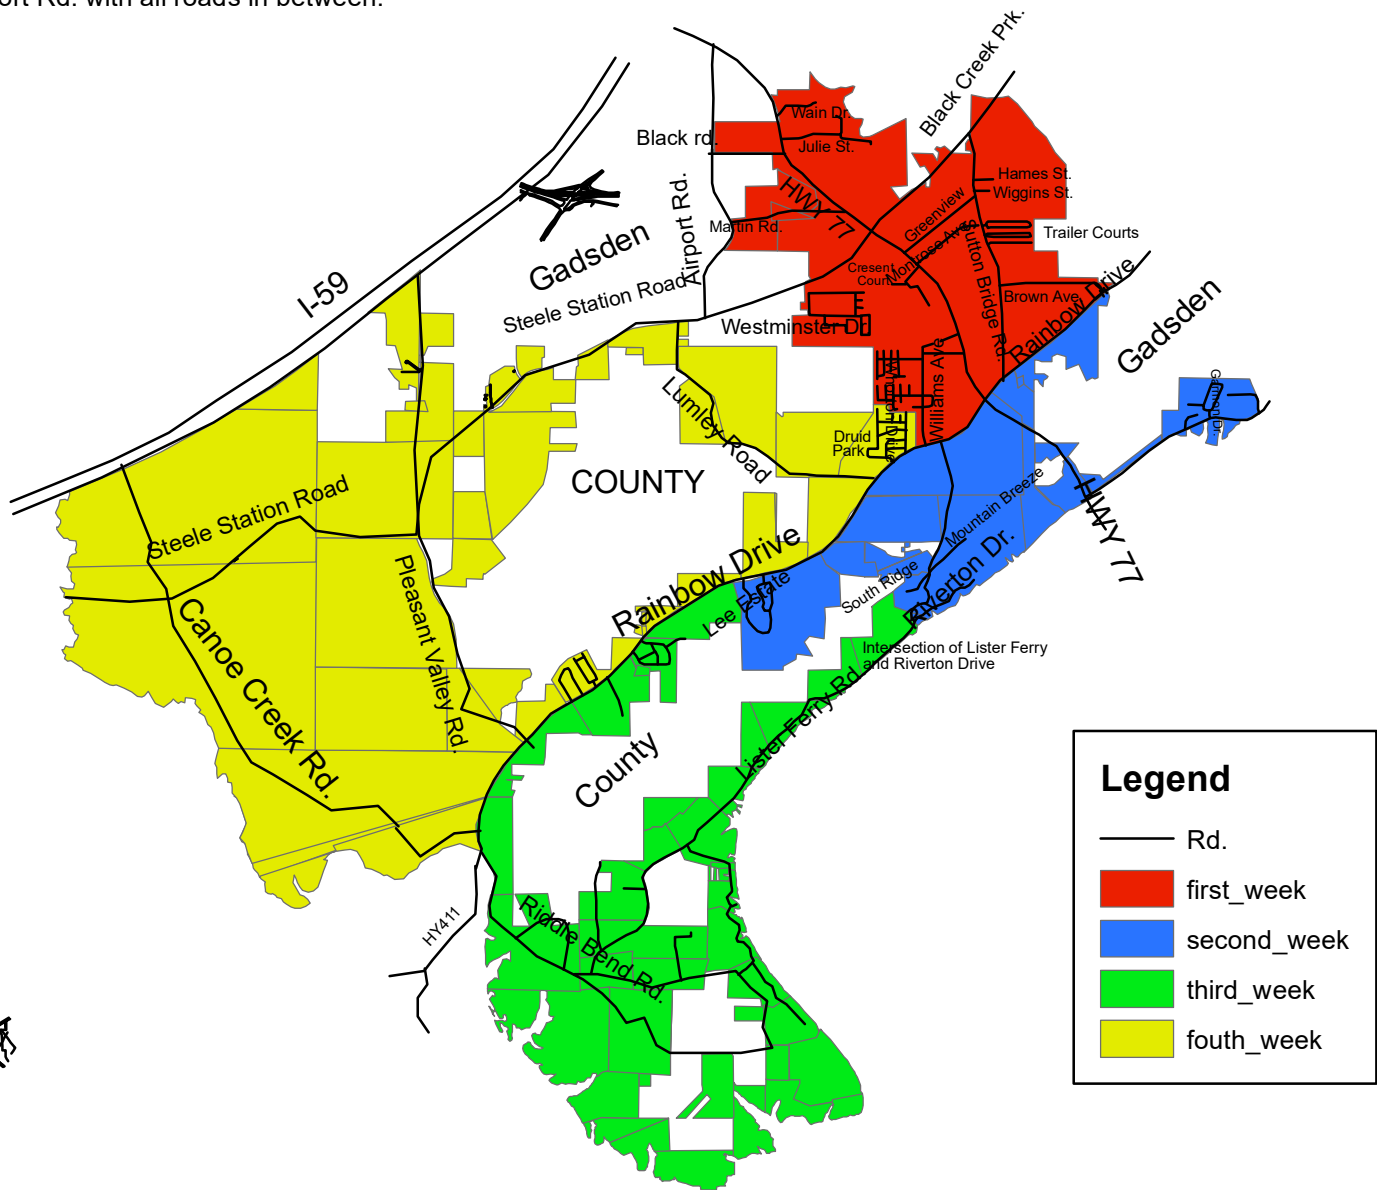 ort Rd. with all roads in between.
Black Creek Prk.
Wain Dr.
Black rd.
Julie St.
Hames St.
Wiggins St.
HWY 77
Greenview
Airport Rd.
Martin Rd.
Montrose Ave
Sutton Bridge Rd.
Trailer Courts
Gadsden
Cresent
Court
I-59
Steele Station Road
Brown Ave
Rainbow Drive
Westminster Dr.
Gadsden
Williams Ave
Lumley Road
Druid
Park
COUNTY
Steele Station Road
Mountain Breeze
HWY 77
Rainbow Drive
Pleasant Valley Rd.
Lee Estate
South Ridge
Riverton Dr.
Canoe Creek Rd.
Intersection of Lister Ferry
and Riverton Drive
Lister Ferry Rd.
County
Legend
Rd.
first_week
second_week
third_week
fouth_week
HY411
Riddle Bend Rd.